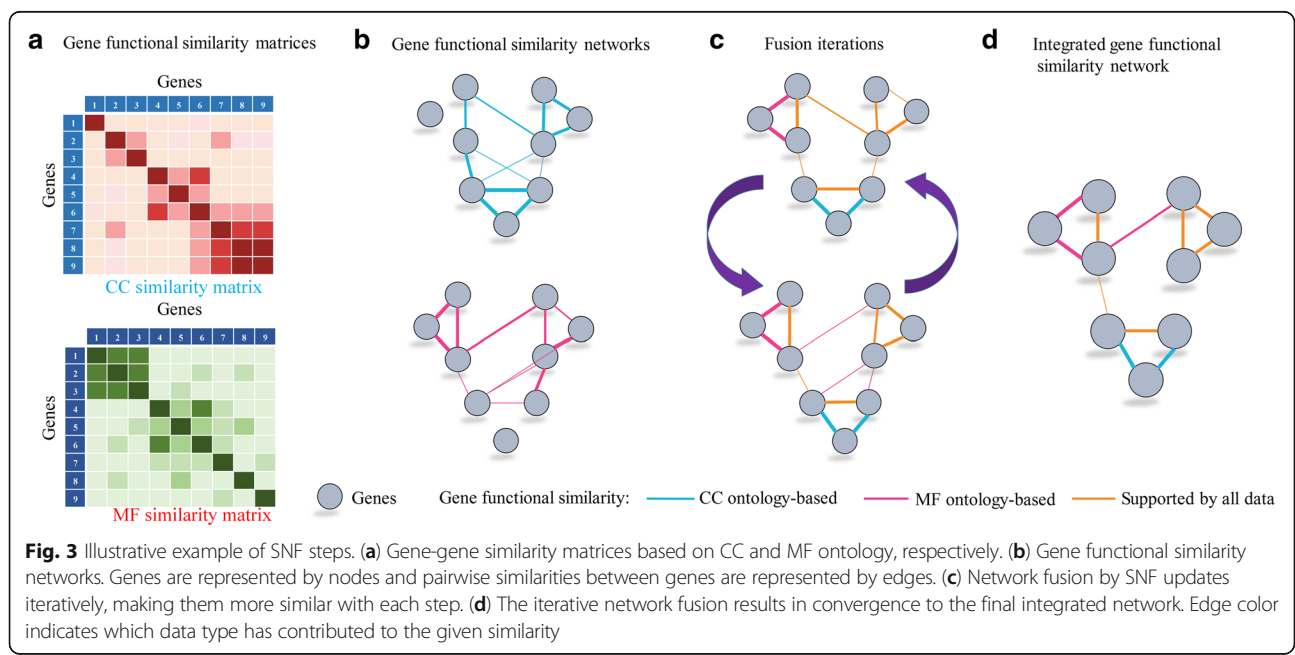 a Gene functional similarity matrices
b Gene functional similarity networks
c Fusion iterations
d Integrated gene functional
similarity network
Genes
1 2 3 4 5 6 7 8 9
Genes
1
2
3
4
5
6
7
8
9
CC similarity matrix
Genes
1 2 3 4 5 6 7 8 9
Genes
1
2
3
4
5
6
7
8
9
MF similarity matrix
Genes Gene functional similarity: CC ontology-based MF ontology-based Supported by all data
Fig. 3 Illustrative example of SNF steps. (a) Gene-gene similarity matrices based on CC and MF ontology, respectively. (b) Gene functional similarity
networks. Genes are represented by nodes and pairwise similarities between genes are represented by edges. (c) Network fusion by SNF updates
iteratively, making them more similar with each step. (d) The iterative network fusion results in convergence to the final integrated network. Edge color
indicates which data type has contributed to the given similarity